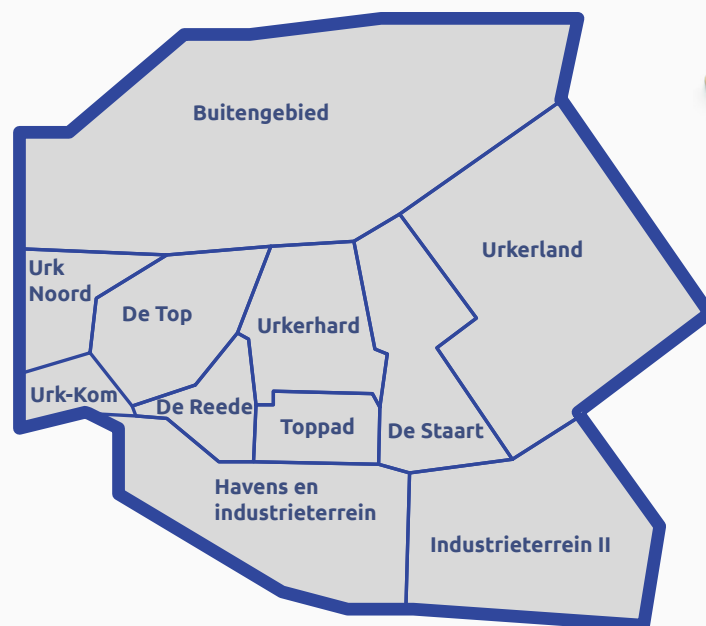 Buitengebied
Urkerland
Urk
Noord
De Top
Urkerhard
Urk-Kom
De Reede
Toppad
De Staart
Havens en
industrieterrein
Industrieterrein II